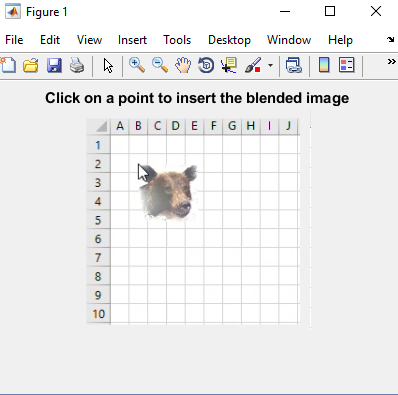 Figure 1
File Edit View Insert Tools Desktop Window Help
Click on a point to insert the blended image
A B C D E F G H I J
1
2
3
4
5
6
7
8
9
10